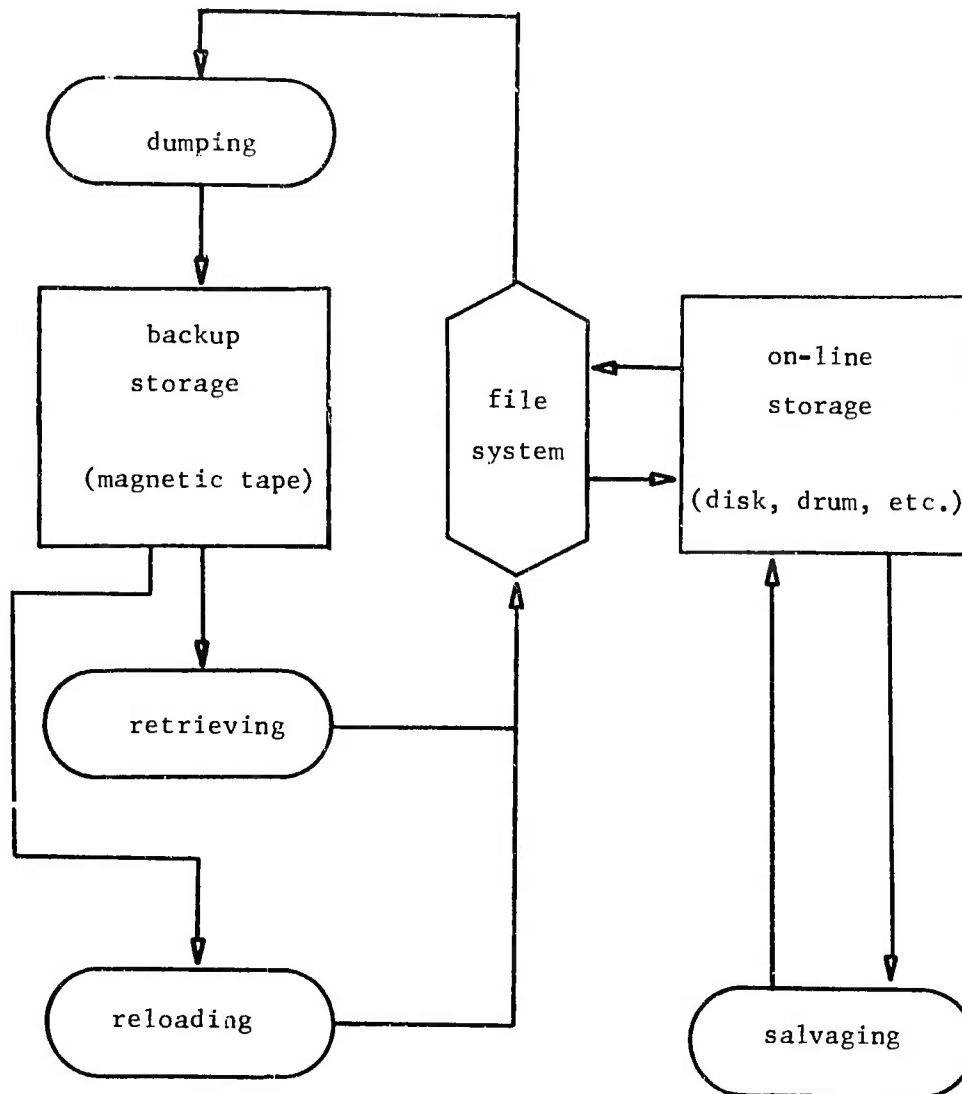 dumping
backup
storage
(magnetic tape)
file
system
on-line
storage
(disk, drum, etc.)
retrieving
reloading
salvaging